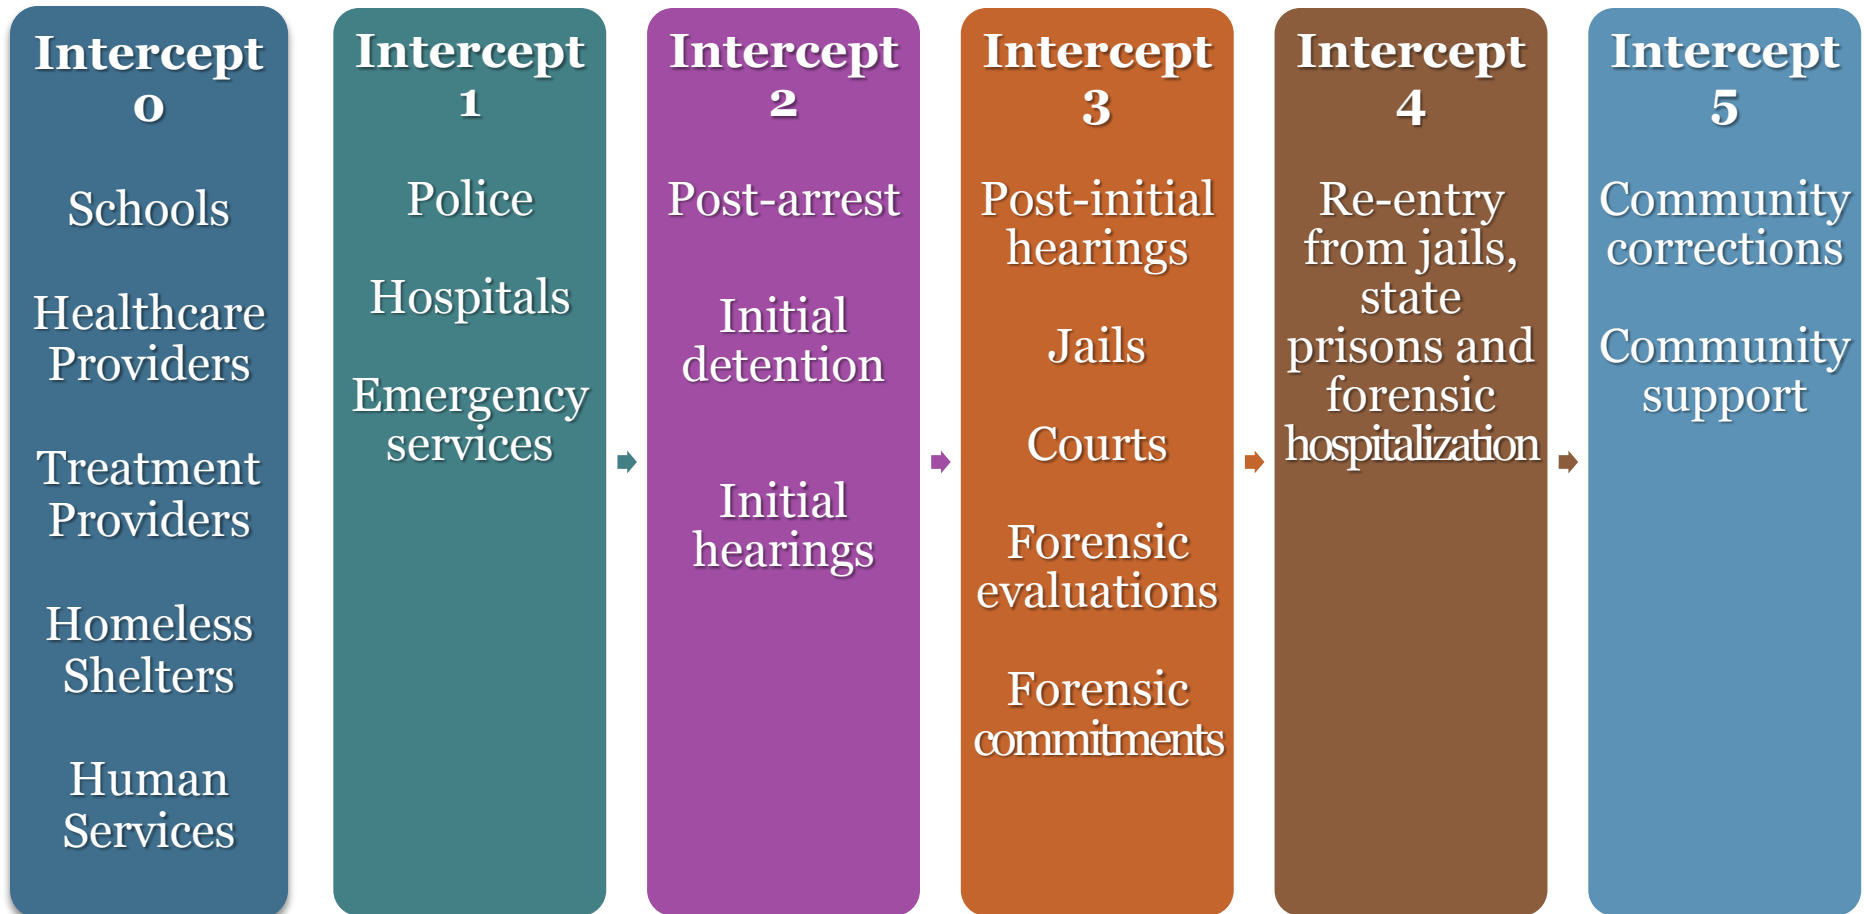 Intercept
0
Schools
Healthcare
Providers
Treatment
Providers
Homeless
Shelters
Human
Services
Intercept
1
Police
Hospitals
Emergency
services
Intercept
2
Post-arrest
Initial
detention
Initial
hearings
Intercept
3
Post-initial
hearings
Jails
Courts
Forensic
evaluations
Forensic
commitments
Intercept
4
Re-entry
from jails,
state
prisons and
forensic
hospitalization
Intercept
5
Community
corrections
Community
support